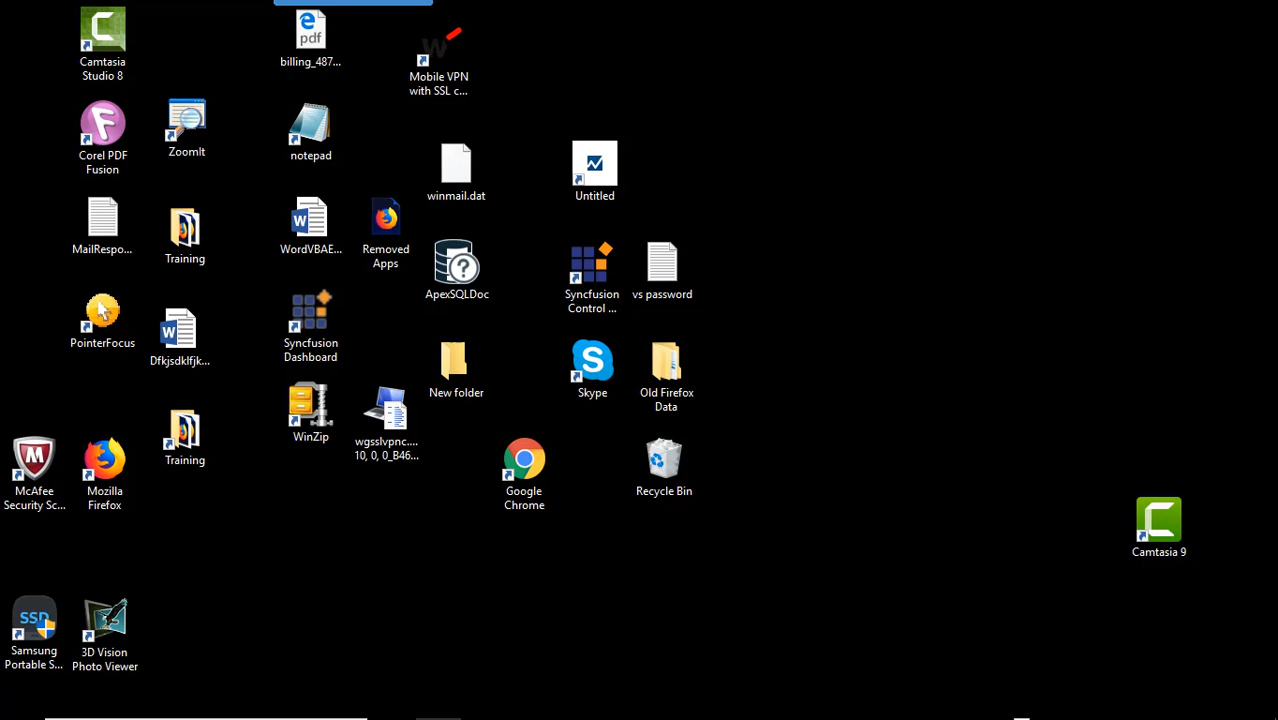 Camtasia
Studio 8
pdf
billing_487...
Mobile VPN
with SSL c...
Corel PDF
Fusion
ZoomIt
notepad
winmail.dat
Untitled
MailRespo...
Training
WordVBAE...
Removed
Apps
ApexSQLDoc
Syncfusion
Control ...
vs password
PointerFocus
Dfkjsdklfjk...
Syncfusion
Dashboard
New folder
Skype
Old Firefox
Data
WinZip
wgsslvpnc....
10, 0, 0_B46...
Training
McAfee
Security Sc...
Mozilla
Firefox
Google
Chrome
Recycle Bin
Camtasia 9
SSD
Samsung
Portable S...
3D Vision
Photo Viewer